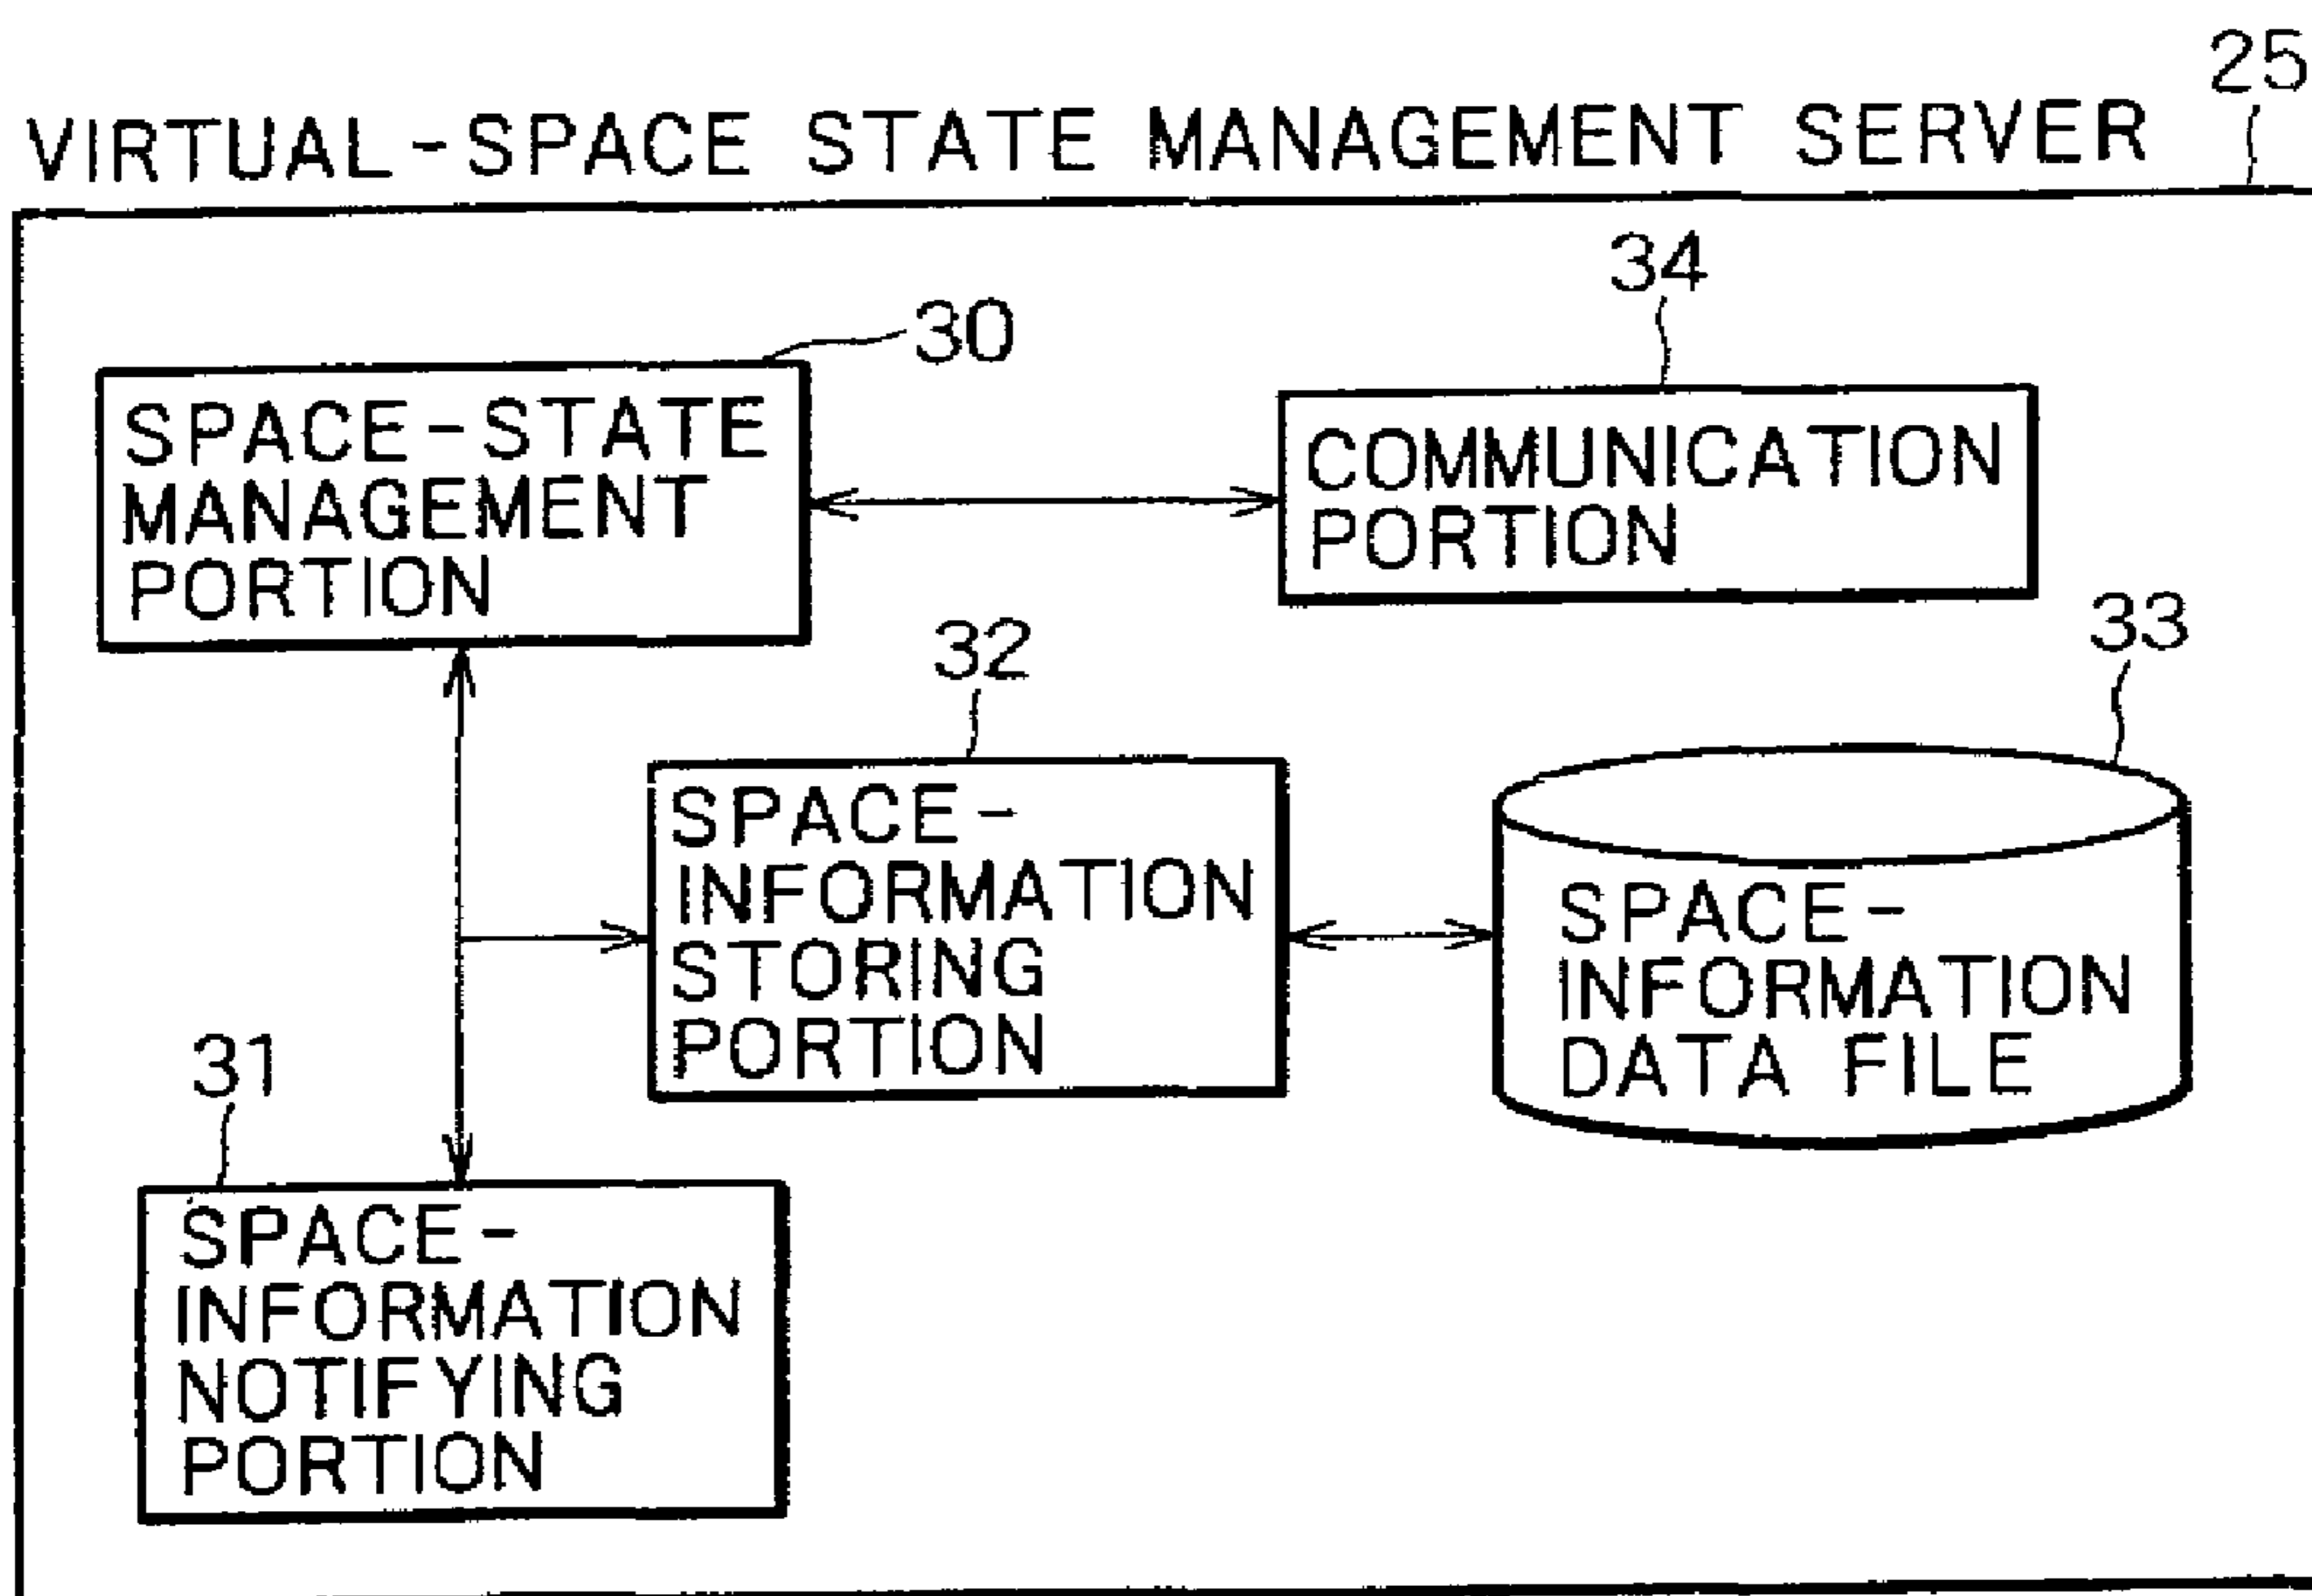 25
VIRTUAL-SPACE STATE MANAGEMENT SERVER
34
30
SPACE-STATE
MANAGEMENT
PORTION
COMMUNICATION
PORTION
33
32
SPACE-
INFORMATION
STORING
PORTION
SPACE-
INFORMATION
DATA FILE
31
SPACE-
INFORMATION
NOTIFYING
PORTION